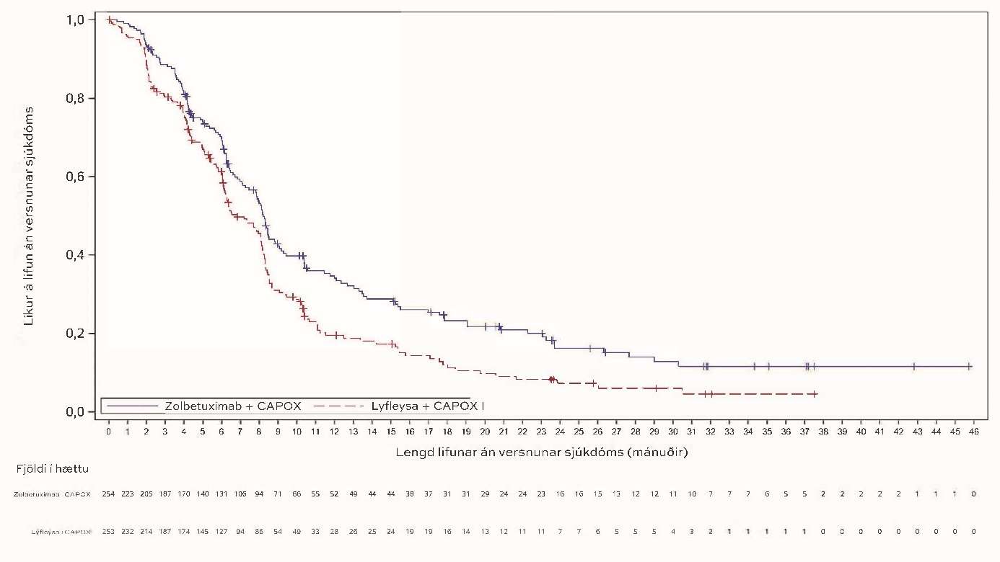 Líkur á lifun án versnunar sjúkdóms
1,0
0,8
0,6
0,4
0,2
0,0
Zolbetuximab + CAPOX Lyfleysa + CAPOX
0 1 2 3 4 5 6 7 8 9 10 11 12 13 14 15 16 17 18 19 20 21 22 23 24 25 26 27 28 29 30 31 32 33 34 35 36 37 38 39 40 41 42 43 44 45 46
Lengd lifunar án versnunar sjúkdóms (mánuðir)
Fjöldi í hættu
Zolbetuximab CAPOX 254 223 205 187 170 140 131 106 94 71 66 55 52 49 44 44 38 37 31 31 29 24 24 23 16 16 15 13 12 12 11 10 7 7 7 6 5 5 2 2 2 2 2 1 1 1 0
Lyfleysa+CAPOX 253 232 214 187 174 145 127 94 86 54 49 33 28 26 25 24 19 19 16 14 13 12 11 11 7 7 6 5 5 5 4 3 2 1 1 1 1 1 0 0 0 0 0 0 0 0 0